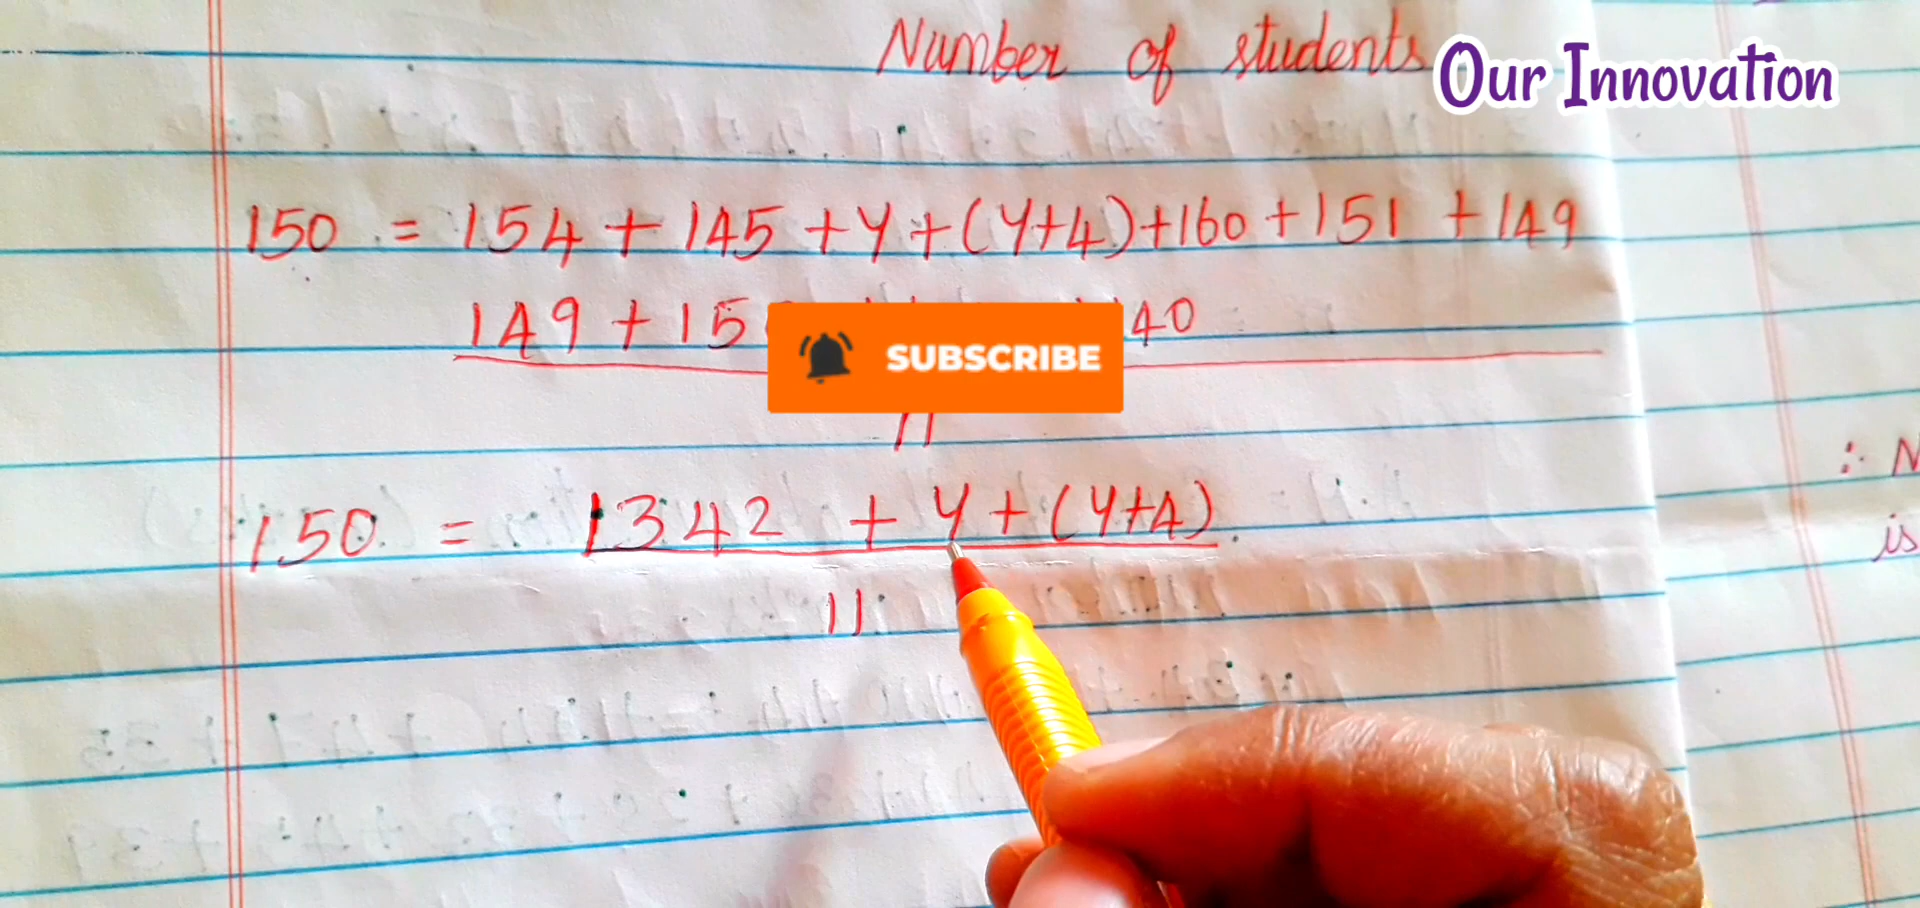 Number of students
Our Innovation
150 = 154 + 145 + y + (y+4) + 160 + 151 + 149
149 + 15 40
SUBSCRIBE
11
150 = 1342 + y + (y+4)
11
∴ N
is